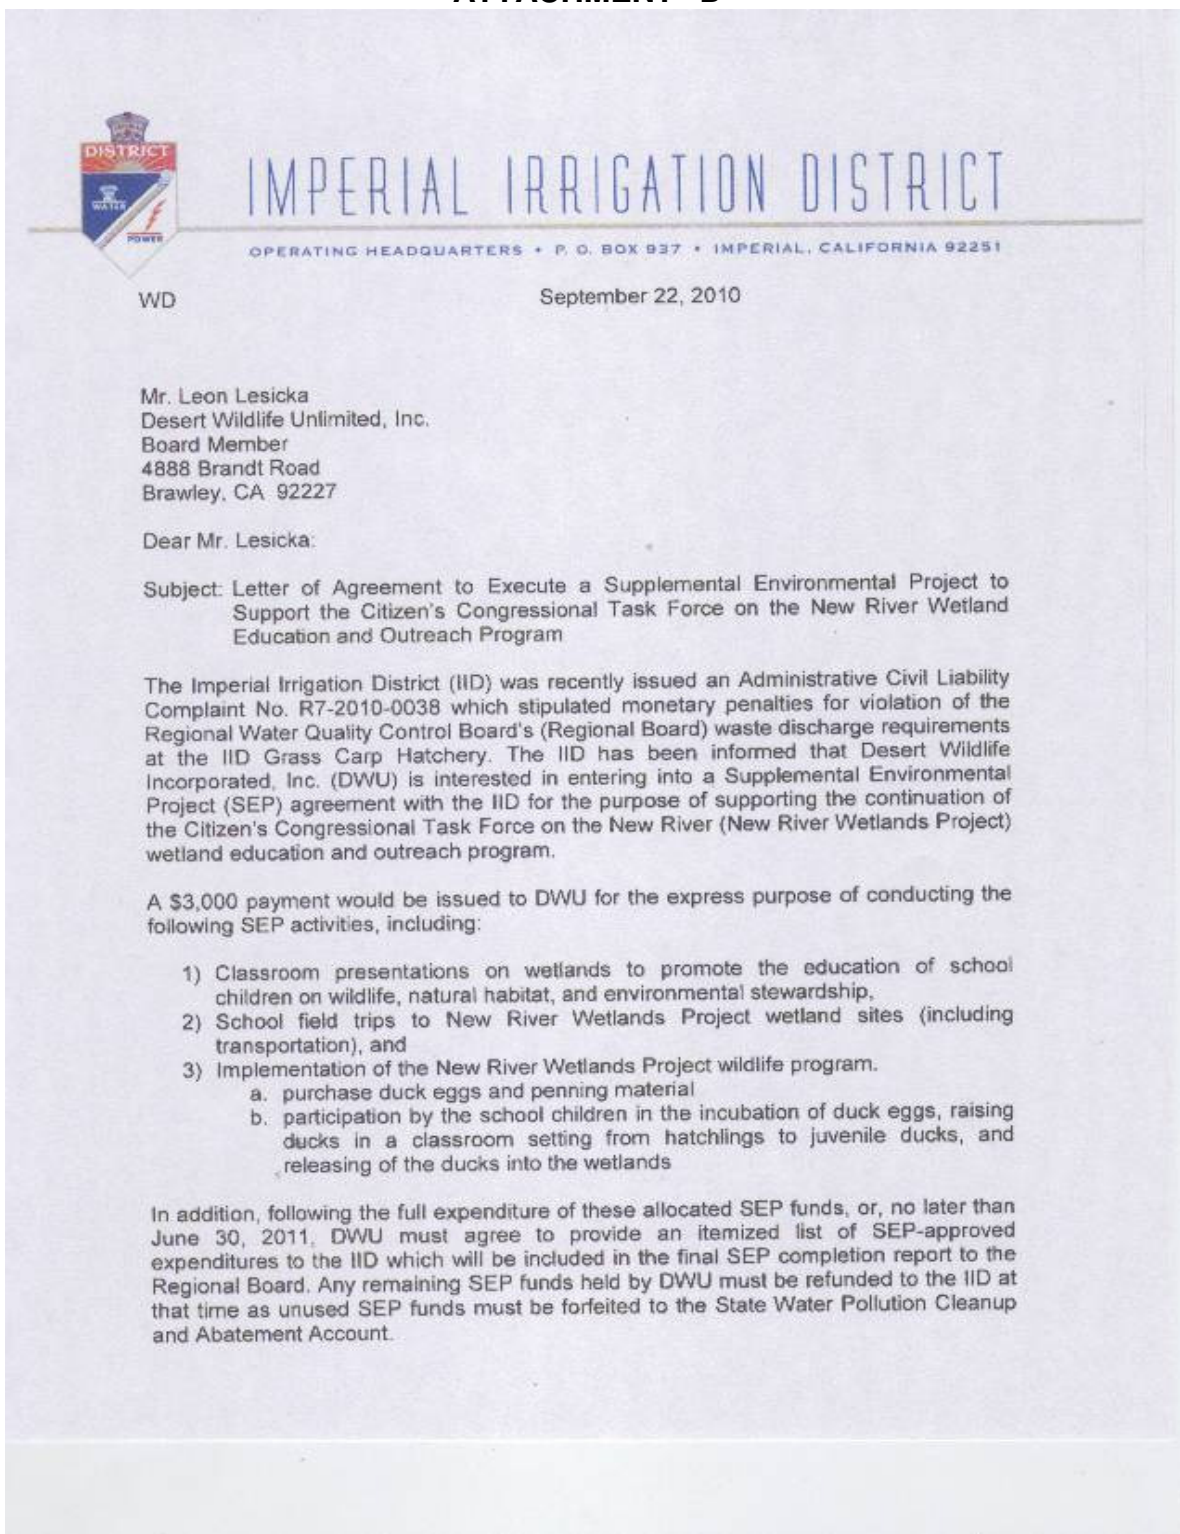 ATTACHMENT B
DISTRICT
WATER
POWER
IMPERIAL IRRIGATION DISTRICT
OPERATING HEADQUARTERS • P. O. BOX 937 • IMPERIAL, CALIFORNIA 92251
WD September 22, 2010
Mr. Leon Lesicka
Desert Wildlife Unlimited, Inc.
Board Member
4888 Brandt Road
Brawley, CA 92227
Dear Mr. Lesicka:
Subject: Letter of Agreement to Execute a Supplemental Environmental Project to
Support the Citizen's Congressional Task Force on the New River Wetland
Education and Outreach Program
The Imperial Irrigation District (IID) was recently issued an Administrative Civil Liability
Complaint No. R7-2010-0038 which stipulated monetary penalties for violation of the
Regional Water Quality Control Board's (Regional Board) waste discharge requirements
at the IID Grass Carp Hatchery. The IID has been informed that Desert Wildlife
Incorporated, Inc. (DWU) is interested in entering into a Supplemental Environmental
Project (SEP) agreement with the IID for the purpose of supporting the continuation of
the Citizen's Congressional Task Force on the New River (New River Wetlands Project)
wetland education and outreach program.
A $3,000 payment would be issued to DWU for the express purpose of conducting the
following SEP activities, including:
1) Classroom presentations on wetlands to promote the education of school
children on wildlife, natural habitat, and environmental stewardship,
2) School field trips to New River Wetlands Project wetland sites (including
transportation), and
3) Implementation of the New River Wetlands Project wildlife program.
a. purchase duck eggs and penning material
b. participation by the school children in the incubation of duck eggs, raising
ducks in a classroom setting from hatchlings to juvenile ducks, and
releasing of the ducks into the wetlands
In addition, following the full expenditure of these allocated SEP funds, or, no later than
June 30, 2011, DWU must agree to provide an itemized list of SEP-approved
expenditures to the IID which will be included in the final SEP completion report to the
Regional Board. Any remaining SEP funds held by DWU must be refunded to the IID at
that time as unused SEP funds must be forfeited to the State Water Pollution Cleanup
and Abatement Account.